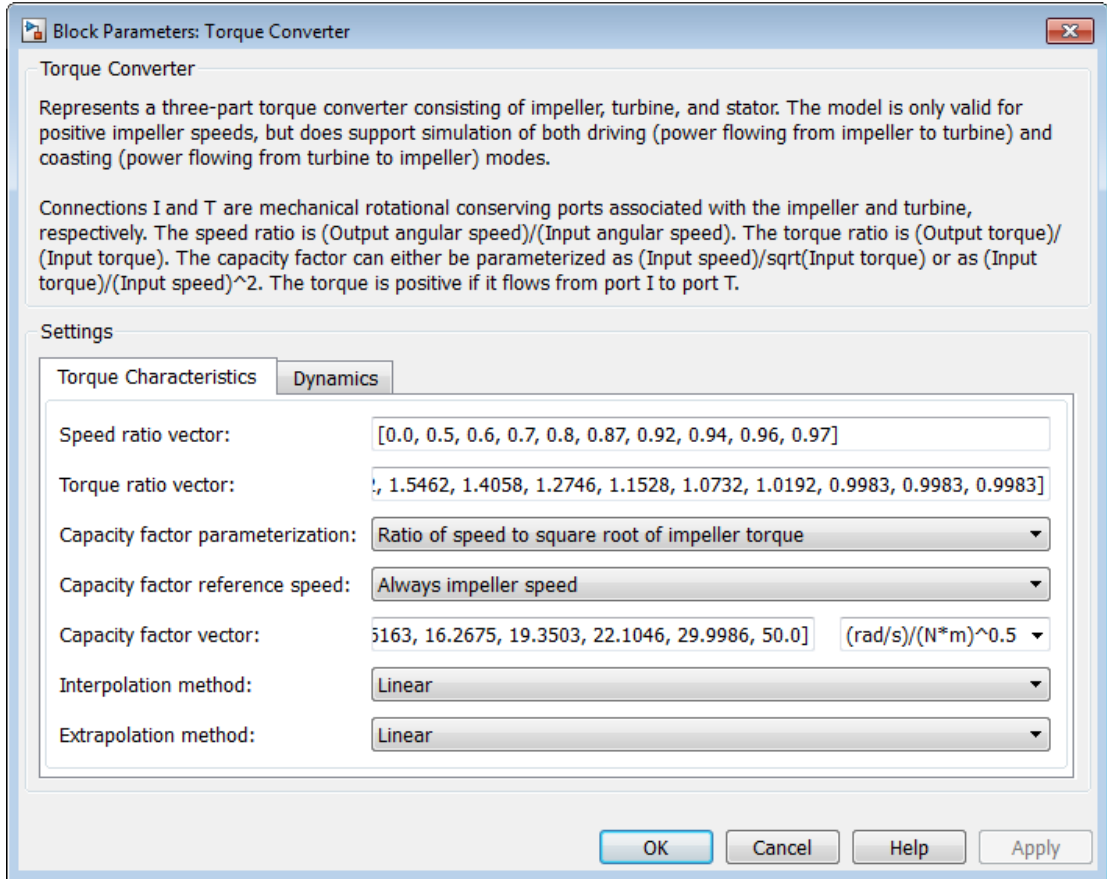 Block Parameters: Torque Converter
Torque Converter
Represents a three-part torque converter consisting of impeller, turbine, and stator. The model is only valid for
positive impeller speeds, but does support simulation of both driving (power flowing from impeller to turbine) and
coasting (power flowing from turbine to impeller) modes.
Connections I and T are mechanical rotational conserving ports associated with the impeller and turbine,
respectively. The speed ratio is (Output angular speed)/(Input angular speed). The torque ratio is (Output torque)/
(Input torque). The capacity factor can either be parameterized as (Input speed)/sqrt(Input torque) or as (Input
torque)/(Input speed)^2. The torque is positive if it flows from port I to port T.
Settings
Torque Characteristics Dynamics
Speed ratio vector: [0.0, 0.5, 0.6, 0.7, 0.8, 0.87, 0.92, 0.94, 0.96, 0.97]
Torque ratio vector: , 1.5462, 1.4058, 1.2746, 1.1528, 1.0732, 1.0192, 0.9983, 0.9983, 0.9983]
Capacity factor parameterization: Ratio of speed to square root of impeller torque
Capacity factor reference speed: Always impeller speed
Capacity factor vector: 163, 16.2675, 19.3503, 22.1046, 29.9986, 50.0] (rad/s)/(N*m)^0.5
Interpolation method: Linear
Extrapolation method: Linear
OK Cancel Help Apply